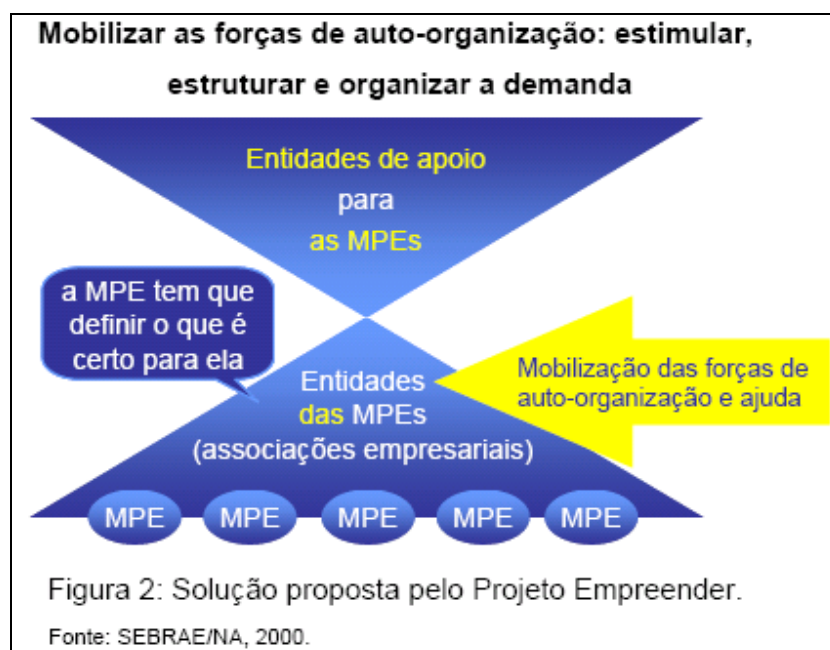 Mobilizar as forças de auto-organização: estimular,
estruturar e organizar a demanda
Entidades de apoio
para
as MPEs
a MPE tem que
definir o que é
certo para ela
Entidades
das MPEs
(associações empresariais)
Mobilização das forças de
auto-organização e ajuda
MPE MPE MPE MPE MPE
Figura 2: Solução proposta pelo Projeto Empreender.
Fonte: SEBRAE/NA, 2000.